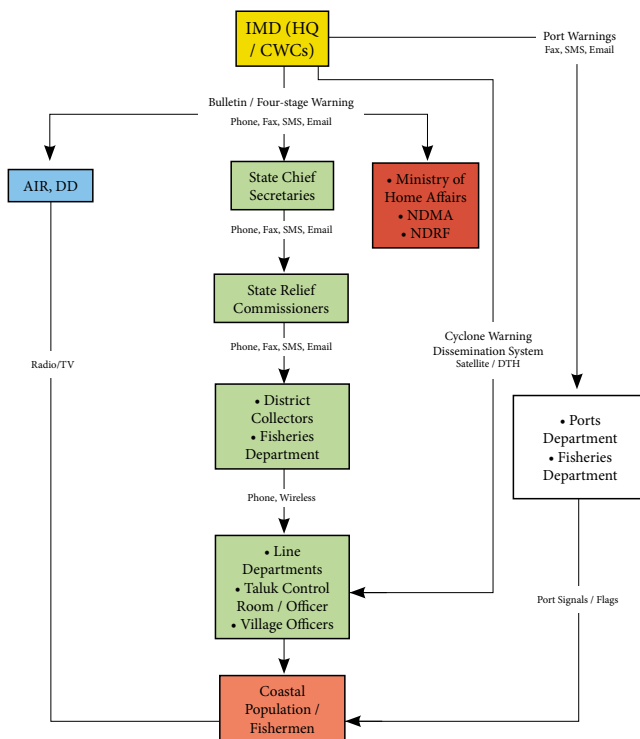 IMD (HQ
/ CWCs)
Port Warnings
Fax, SMS, Email
Bulletin / Four-stage Warning
Phone, Fax, SMS, Email
AIR, DD
State Chief
Secretaries
• Ministry of
Home Affairs
• NDMA
• NDRF
Phone, Fax, SMS, Email
State Relief
Commissioners
Cyclone Warning
Dissemination System
Satellite / DTH
Phone, Fax, SMS, Email
Radio/TV
• District
Collectors
• Fisheries
Department
• Ports
Department
• Fisheries
Department
Phone, Wireless
• Line
Departments
• Taluk Control
Room / Officer
• Village Officers
Port Signals / Flags
Coastal
Population /
Fishermen